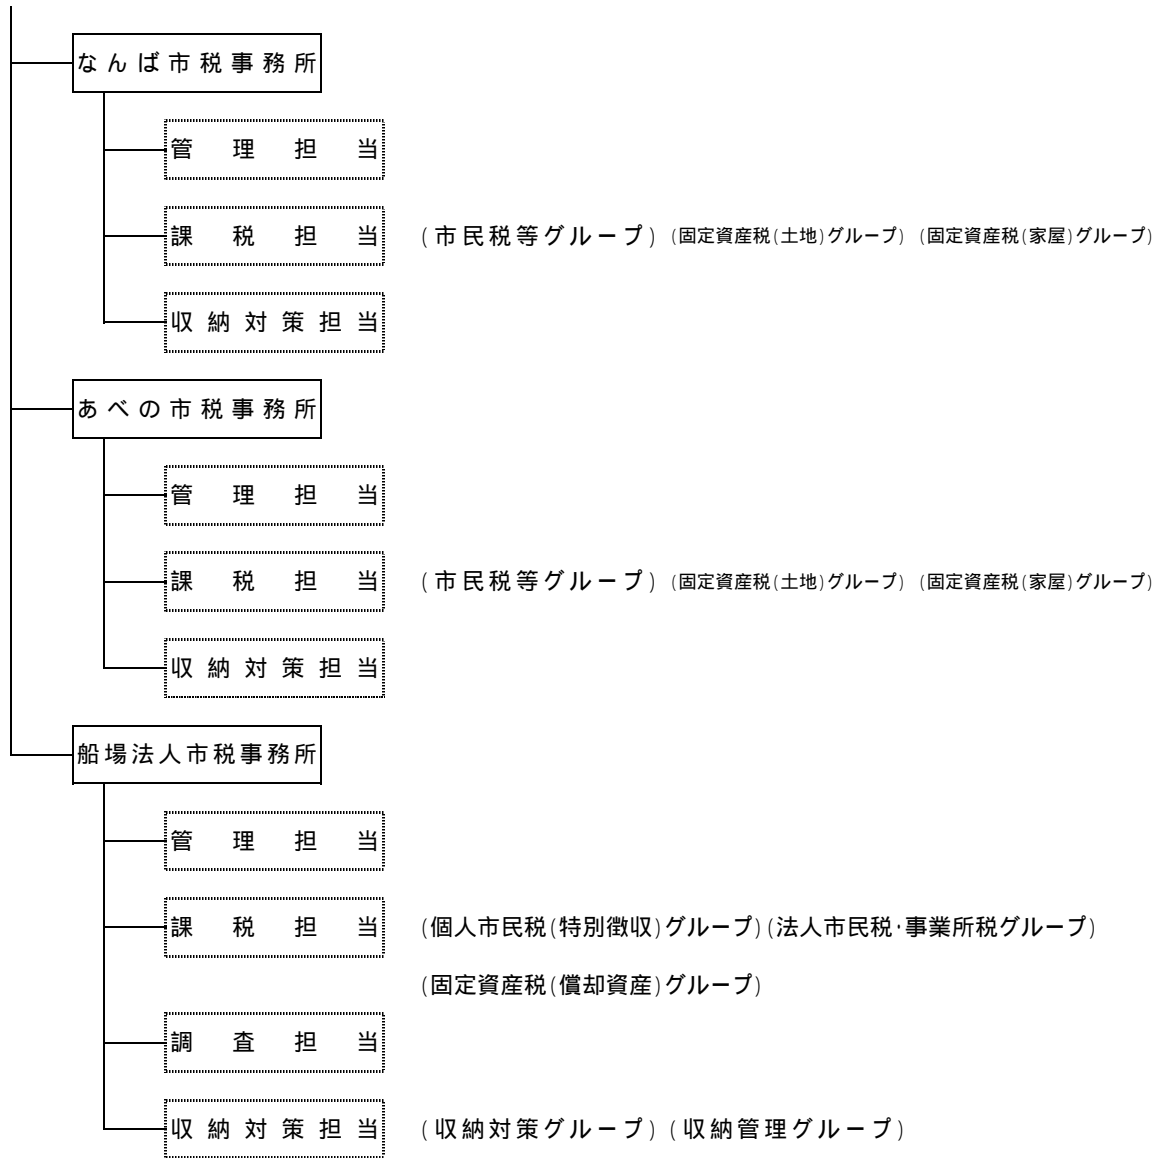 なんば市税事務所
管理担当
課税担当 (市民税等グループ) (固定資産税(土地)グループ) (固定資産税(家屋)グループ)
収納対策担当
あべの市税事務所
管理担当
課税担当 (市民税等グループ) (固定資産税(土地)グループ) (固定資産税(家屋)グループ)
収納対策担当
船場法人市税事務所
管理担当
課税担当 (個人市民税(特別徴収)グループ) (法人市民税・事業所税グループ)
(固定資産税(償却資産)グループ)
調査担当
収納対策担当 (収納対策グループ) (収納管理グループ)